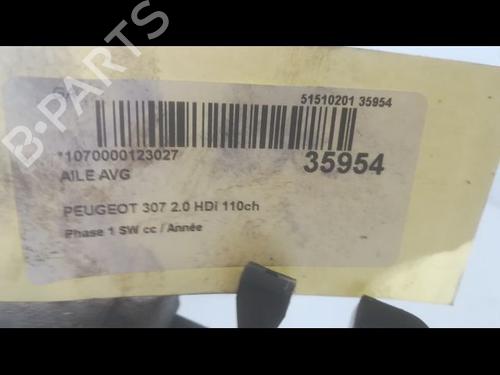 B-PARTS
51510201 35954
*1070000123027
35954
AILE AVG
PEUGEOT 307 2.0 HDi 110ch
Phase 1 SW cc / Année